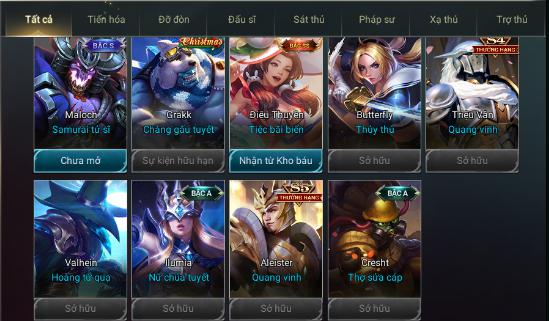 Tất cả
Tiến hóa
Đỡ đòn
Đấu sĩ
Sát thủ
Pháp sư
Xạ thủ
Trợ thủ
BẬC S
Maloch
Samurai tử sĩ
Chưa mở
Christmas
Grakk
Chàng gấu tuyết
Sự kiện hữu hạn
Điêu Thuyền
Tiệc bãi biển
Nhận từ Kho báu
Butterfly
Thủy thủ
Sở hữu
S4
THƯỜNG HẠNG
Triệu Vân
Quang vinh
Sở hữu
Valhein
Hoàng tử quạ
Sở hữu
BẬC A
Ilumia
Nữ chúa tuyết
Sở hữu
S5
THƯỜNG HẠNG
Aleister
Quang vinh
Sở hữu
BẬC A
Cresht
Thợ sửa cáp
Sở hữu